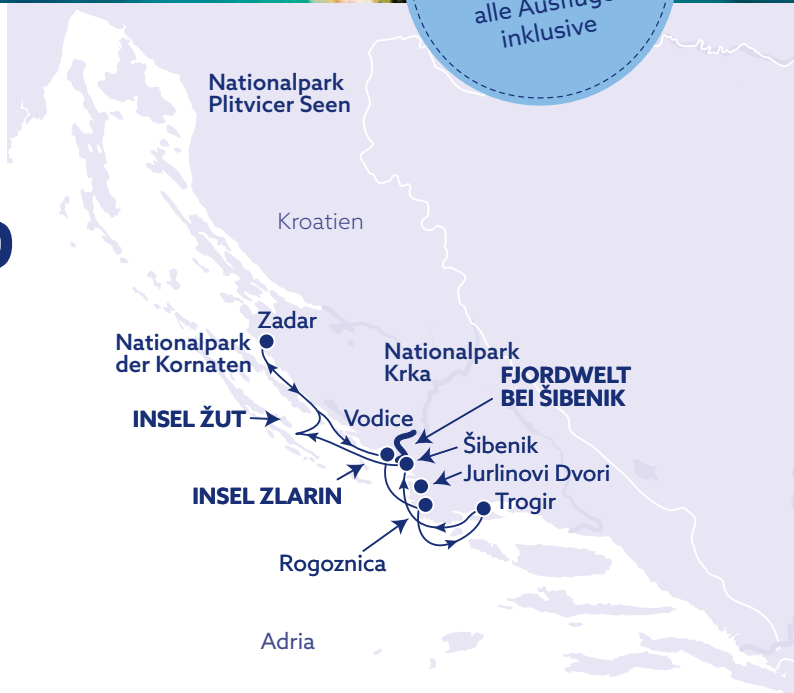 alle Ausflüge
inklusive
Nationalpark
Plitvicer Seen
Kroatien
Zadar
Nationalpark
der Kornaten
Nationalpark
Krka
FJORDWELT
BEI ŠIBENIK
INSEL ŽUT
Vodice
Šibenik
Jurlinovi Dvori
INSEL ZLARIN
Trogir
Rogoznica
Adria